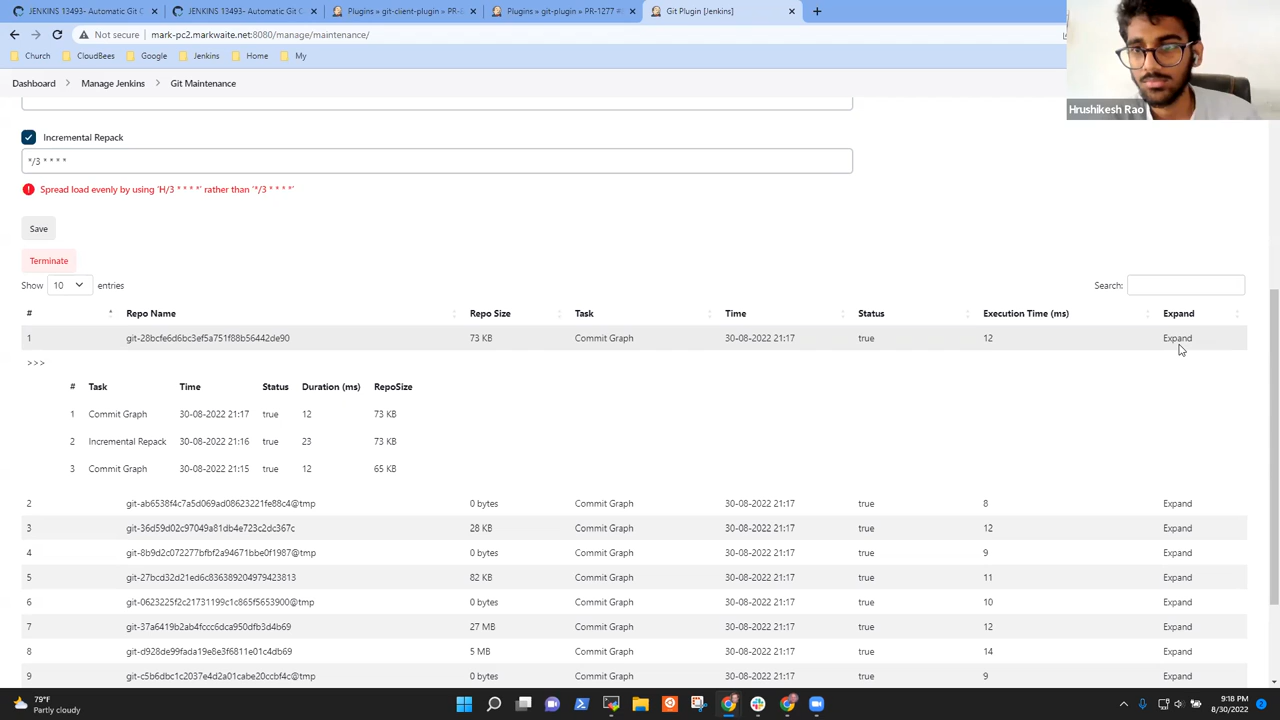 JENKINS 13493- Automatic Git C
JENKINS 13493- Automatic Git C
Plugins » git-client-plugin » PR-
Plugins » git-plugin » PR-1277 #
Git Plugin [Jenkins]
Not secure mark-pc2.markwaite.net:8080/manage/maintenance/
Church CloudBees Google Jenkins Home My
Dashboard Manage Jenkins Git Maintenance
Hrushikesh Rao
Incremental Repack
*/3 * * * *
Spread load evenly by using 'H/3 * * * *' rather than '*/3 * * * *'
Save
Terminate
Show 10 entries Search:
# Repo Name Repo Size Task Time Status Execution Time (ms) Expand
1 git-28bcfe6d6bc3ef5a751f88b56442de90 73 KB Commit Graph 30-08-2022 21:17 true 12 Expand
>>>
# Task Time Status Duration (ms) RepoSize
1 Commit Graph 30-08-2022 21:17 true 12 73 KB
2 Incremental Repack 30-08-2022 21:16 true 23 73 KB
3 Commit Graph 30-08-2022 21:15 true 12 65 KB
2 git-ab6538f4c7a5d069ad08623221fe88c4@tmp 0 bytes Commit Graph 30-08-2022 21:17 true 8 Expand
3 git-36d59d02c97049a81db4e723c2dc367c 28 KB Commit Graph 30-08-2022 21:17 true 12 Expand
4 git-8b9d2c072277bfbf2a94671bbe0f1987@tmp 0 bytes Commit Graph 30-08-2022 21:17 true 9 Expand
5 git-27bcd32d21ed6c836389204979423813 82 KB Commit Graph 30-08-2022 21:17 true 11 Expand
6 git-0623225f2c21731199c1c865f5653900@tmp 0 bytes Commit Graph 30-08-2022 21:17 true 10 Expand
7 git-37a6419b2ab4fccc6dca950dfb3d4b69 27 MB Commit Graph 30-08-2022 21:17 true 12 Expand
8 git-d928de99fada19e8e3f6811e01c4db69 5 MB Commit Graph 30-08-2022 21:17 true 14 Expand
9 git-c5b6dbc1c2037e4d2a01cabe20ccbf4c@tmp 0 bytes Commit Graph 30-08-2022 21:17 true 9 Expand
79°F
Partly cloudy
9:18 PM
8/30/2022